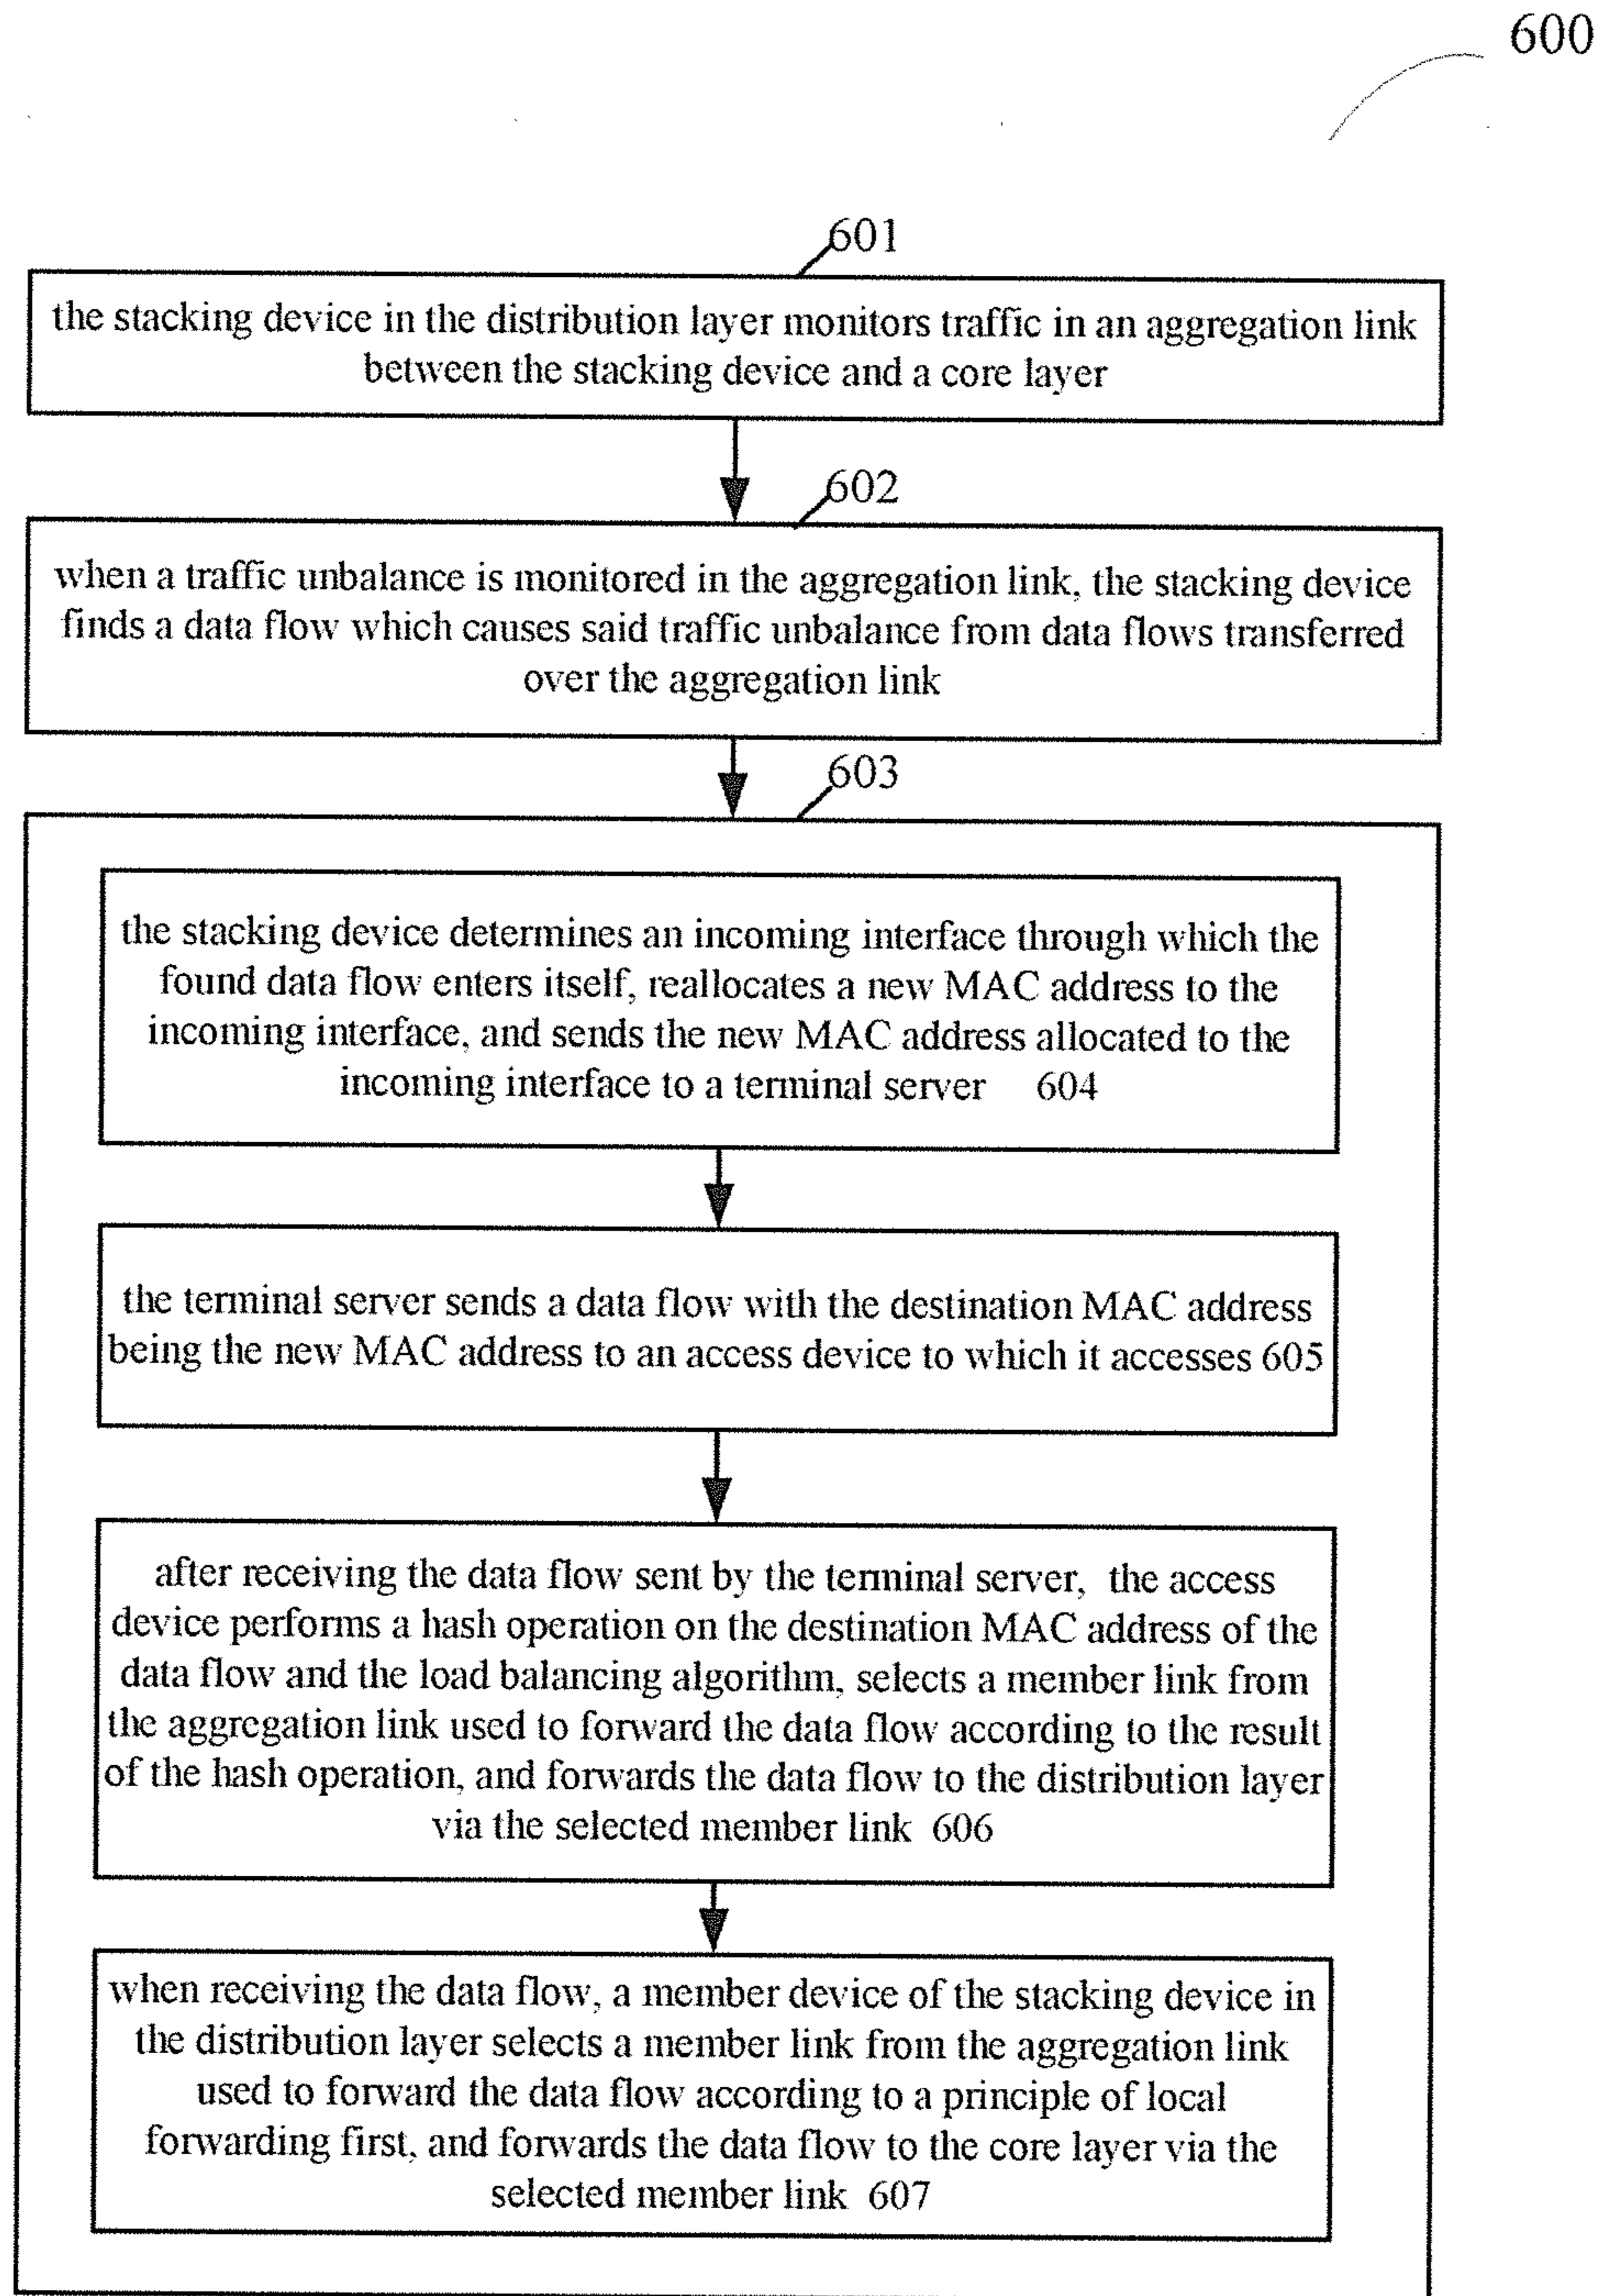 600
601
the stacking device in the distribution layer monitors traffic in an aggregation link
between the stacking device and a core layer
602
when a traffic unbalance is monitored in the aggregation link, the stacking device
finds a data flow which causes said traffic unbalance from data flows transferred
over the aggregation link
603
the stacking device determines an incoming interface through which the
found data flow enters itself, reallocates a new MAC address to the
incoming interface, and sends the new MAC address allocated to the
incoming interface to a terminal server 604
the terminal server sends a data flow with the destination MAC address
being the new MAC address to an access device to which it accesses 605
after receiving the data flow sent by the terminal server, the access
device performs a hash operation on the destination MAC address of the
data flow and the load balancing algorithm, selects a member link from
the aggregation link used to forward the data flow according to the result
of the hash operation, and forwards the data flow to the distribution layer
via the selected member link 606
when receiving the data flow, a member device of the stacking device in
the distribution layer selects a member link from the aggregation link
used to forward the data flow according to a principle of local
forwarding first, and forwards the data flow to the core layer via the
selected member link 607